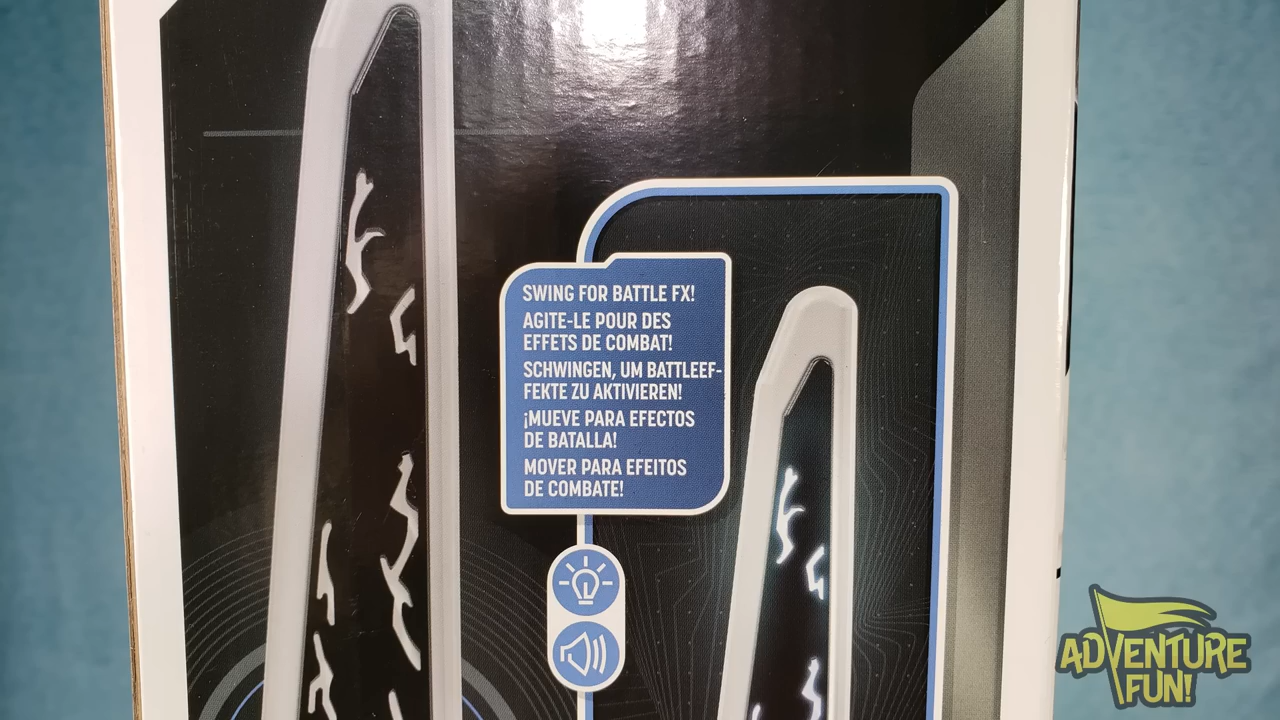 SWING FOR BATTLE FX!
AGITE-LE POUR DES
EFFETS DE COMBAT!
SCHWINGEN, UM BATTLEEF-
FEKTE ZU AKTIVIEREN!
¡MUEVE PARA EFECTOS
DE BATALLA!
MOVER PARA EFEITOS
DE COMBATE!
ADVENTURE
FUN!